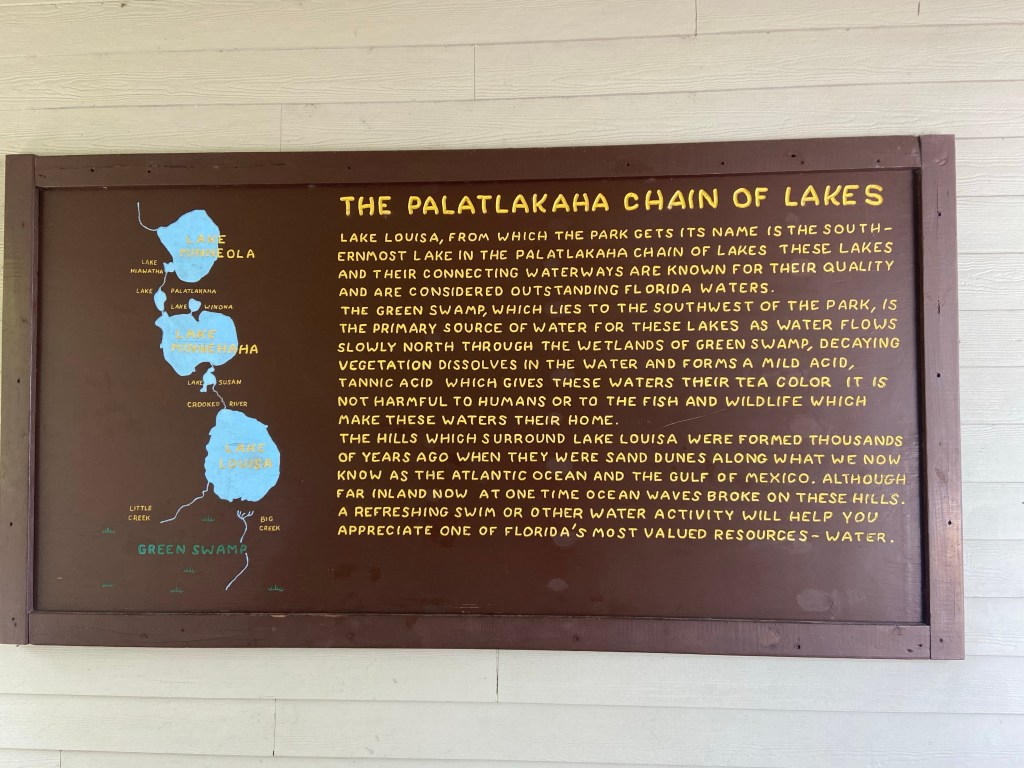 THE PALATLAKAHA CHAIN OF LAKES
LAKE LOUISA, FROM WHICH THE PARK GETS ITS NAME IS THE SOUTH-
ERNMOST LAKE IN THE PALATLAKAHA CHAIN OF LAKES THESE LAKES
AND THEIR CONNECTING WATERWAYS ARE KNOWN FOR THEIR QUALITY
AND ARE CONSIDERED OUTSTANDING FLORIDA WATERS.
THE GREEN SWAMP, WHICH LIES TO THE SOUTHWEST OF THE PARK, IS
THE PRIMARY SOURCE OF WATER FOR THESE LAKES AS WATER FLOWS
SLOWLY NORTH THROUGH THE WETLANDS OF GREEN SWAMP, DECAYING
VEGETATION DISSOLVES IN THE WATER AND FORMS A MILD ACID,
TANNIC ACID WHICH GIVES THESE WATERS THEIR TEA COLOR IT IS
NOT HARMFUL TO HUMANS OR TO THE FISH AND WILDLIFE WHICH
MAKE THESE WATERS THEIR HOME.
THE HILLS WHICH SURROUND LAKE LOUISA WERE FORMED THOUSANDS
OF YEARS AGO WHEN THEY WERE SAND DUNES ALONG WHAT WE NOW
KNOW AS THE ATLANTIC OCEAN AND THE GULF OF MEXICO. ALTHOUGH
FAR INLAND NOW AT ONE TIME OCEAN WAVES BROKE ON THESE HILLS.
A REFRESHING SWIM OR OTHER WATER ACTIVITY WILL HELP YOU
APPRECIATE ONE OF FLORIDA'S MOST VALUED RESOURCES - WATER.
LAKE
MINNEOLA
LAKE
HIAWATHA
LAKE PALATLAKAHA
LAKE WINONA
LAKE
MINNEHAHA
LAKE SUSAN
CROOKED RIVER
LAKE
LOUISA
LITTLE
CREEK
BIG
CREEK
GREEN SWAMP